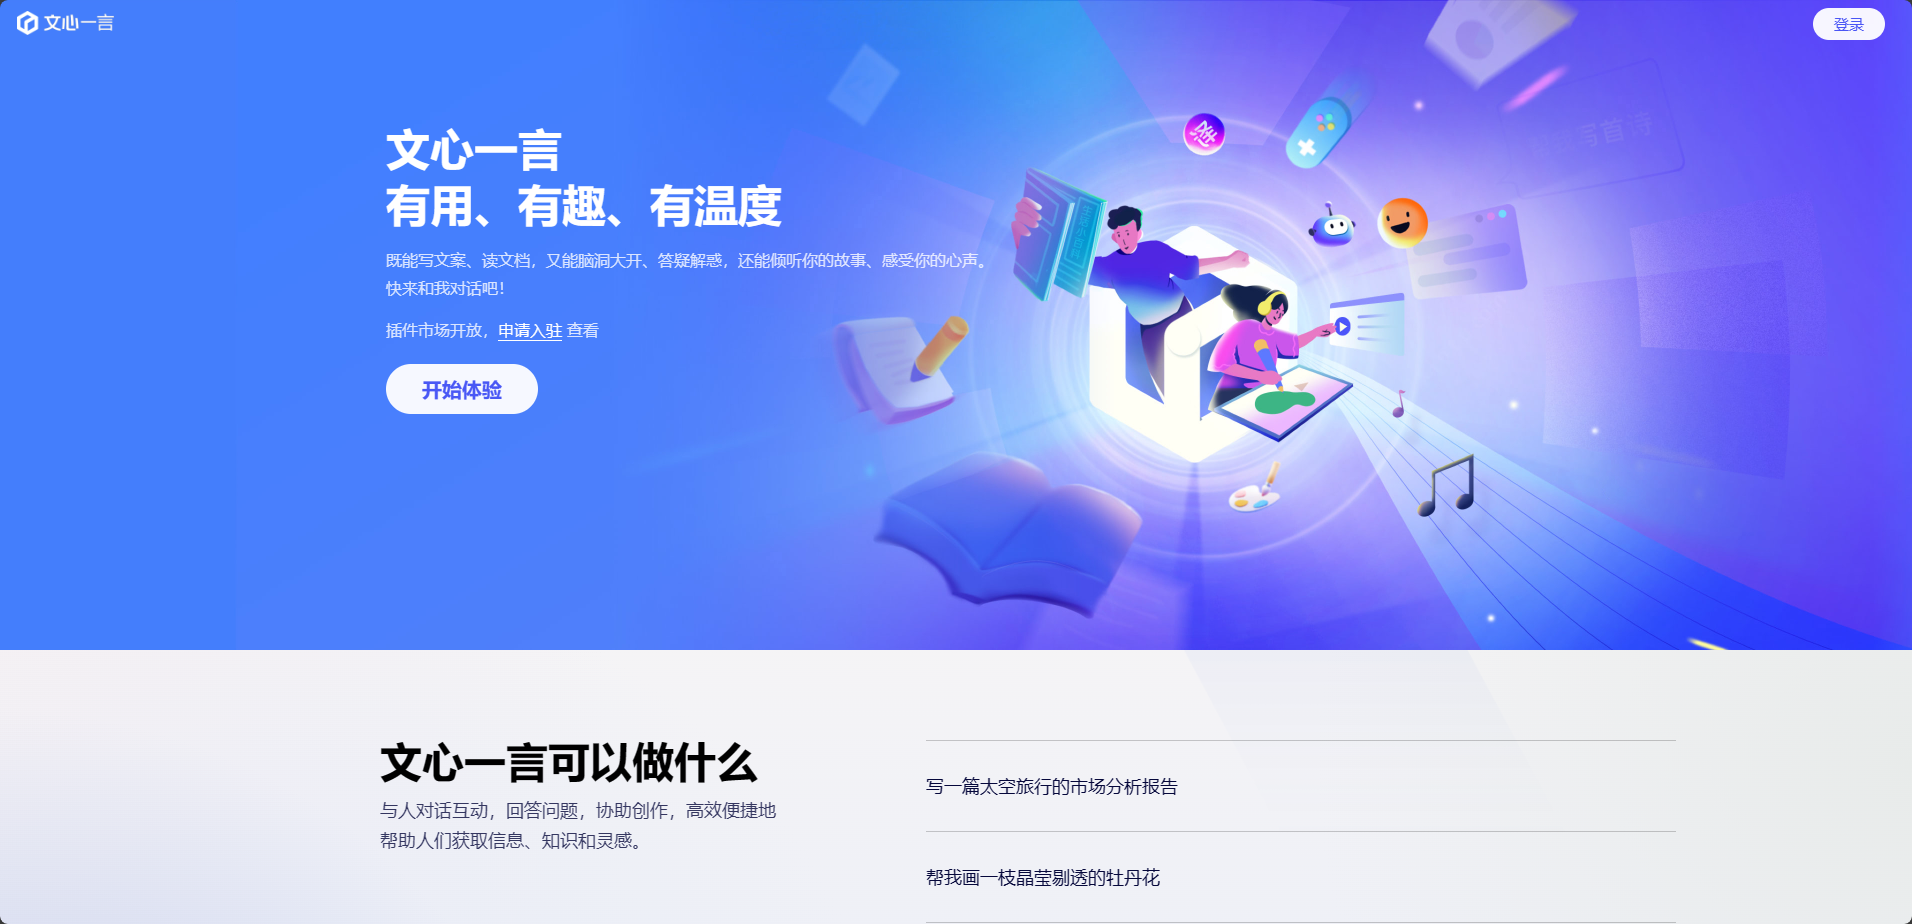 文心一言
登录
文心一言
有用、有趣、有温度
既能写文案、读文档，又能脑洞大开、答疑解惑，还能倾听你的故事、感受你的心声。
快来和我对话吧！
插件市场开放，申请入驻 查看
开始体验
写首诗
文心一言可以做什么
与人对话互动，回答问题，协助创作，高效便捷地
帮助人们获取信息、知识和灵感。
写一篇太空旅行的市场分析报告
帮我画一枝晶莹剔透的牡丹花